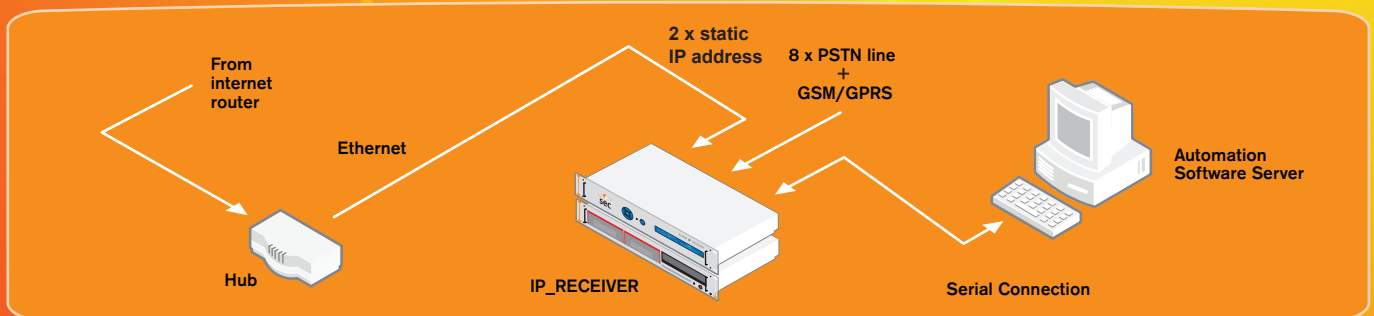 From
internet
router
Ethernet
2 x static
IP address
8 x PSTN line
+
GSM/GPRS
Automation
Software Server
sec
Hub
IP_RECEIVER
Serial Connection